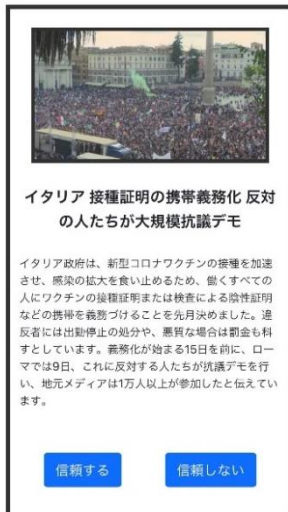 イタリア 接種証明の携帯義務化 反対
の人たちが大規模抗議デモ
イタリア政府は、新型コロナワクチンの接種を加速
させ、感染の拡大を食い止めるため、働くすべての
人にワクチンの接種証明または検査による陰性証明
などの携帯を義務づけることを先月決めました。違
反者には出勤停止の処分や、悪質な場合は罰金も科
すとしています。義務化が始まる15日を前に、ロー
マでは9日、これに反対する人たちが抗議デモを行
い、地元メディアは1万人以上が参加したと伝えてい
ます。
信頼する
信頼しない